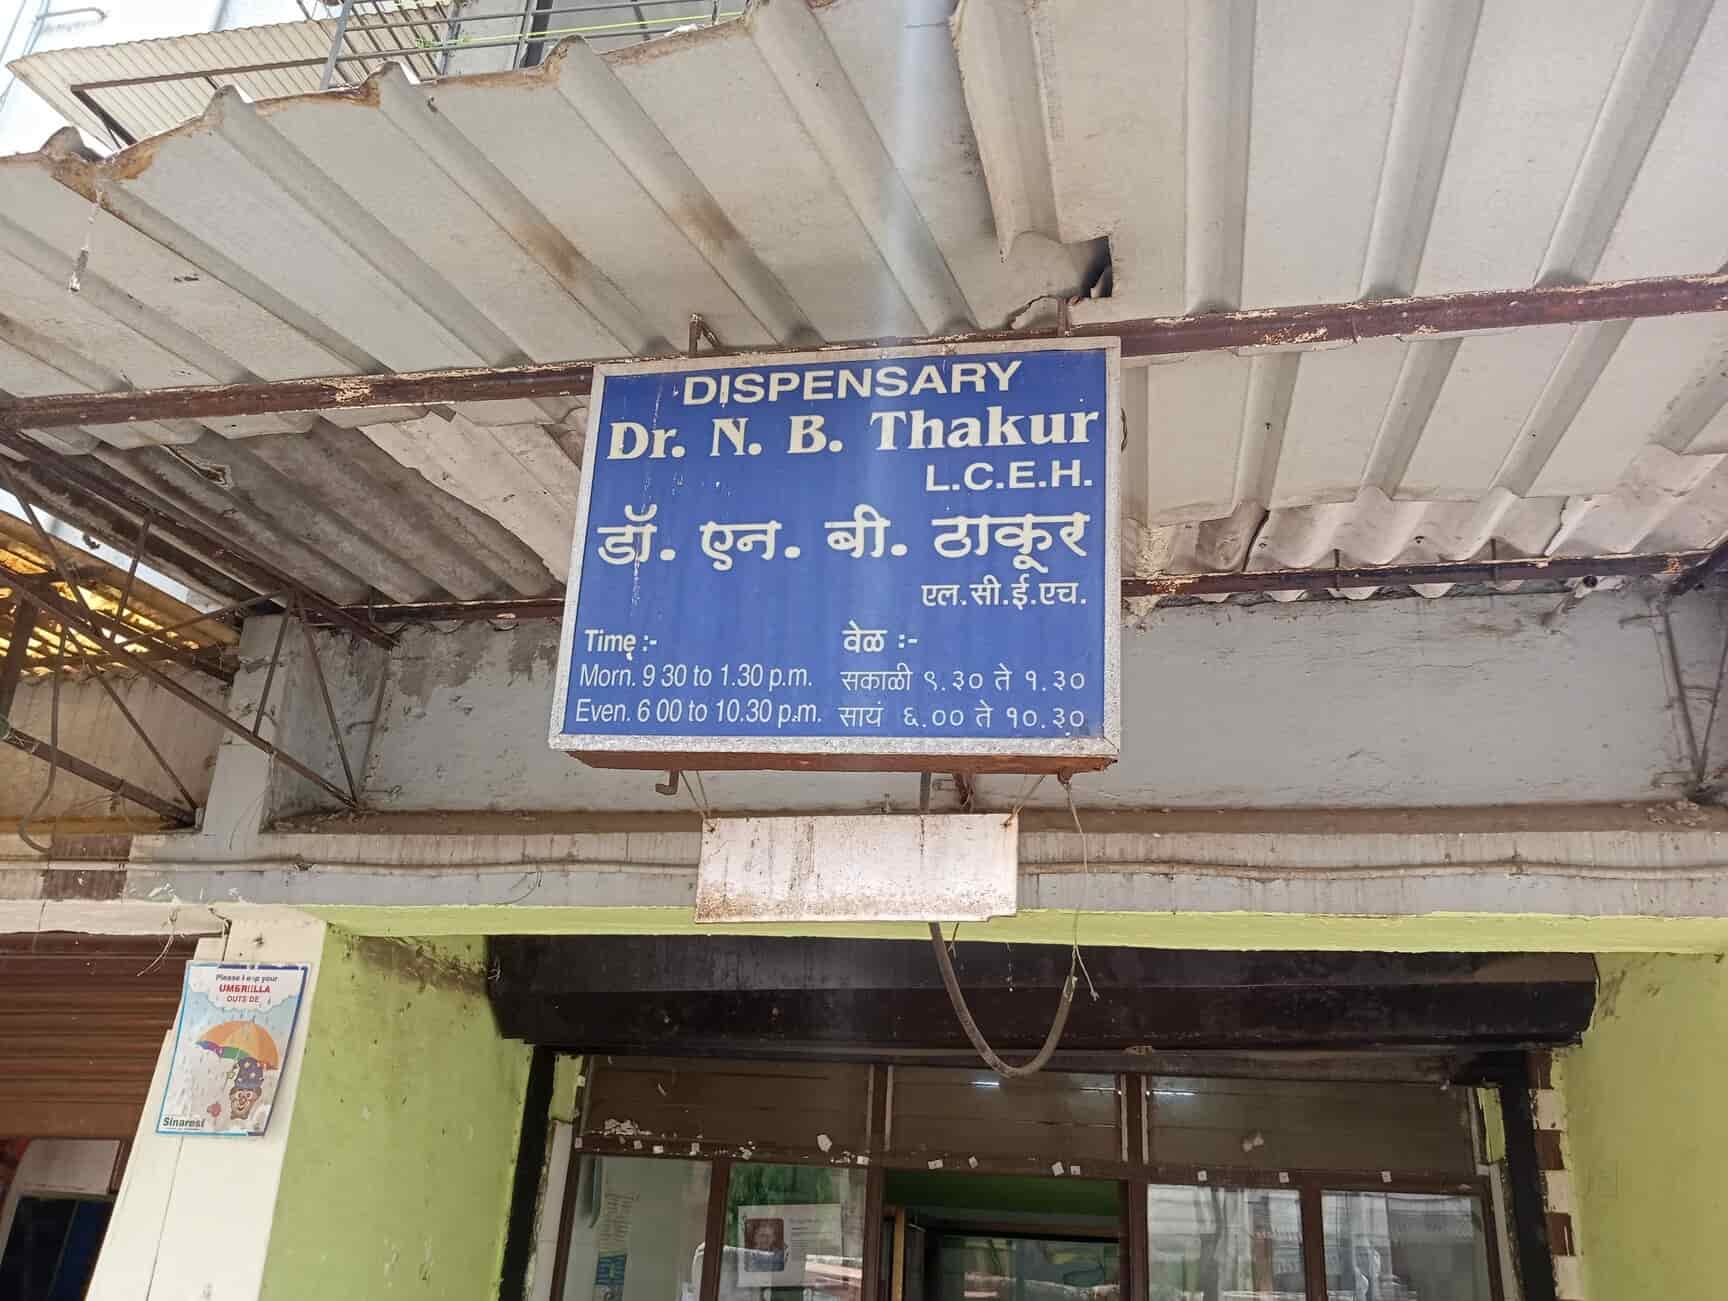 DISPENSARY
Dr. N. B. Thakur
L.C.E.H.
डॉ. एन. बी. ठाकूर
एल.सी.ई.एच.
Time :-
Morn. 9 30 to 1.30 p.m.
Even. 6 00 to 10.30 p.m.
वेळ :-
सकाळी ९.३० ते १.३०
सायं ६.०० ते १०.३०
Please keep your
UMBRELLA
OUTSIDE
Sinarest